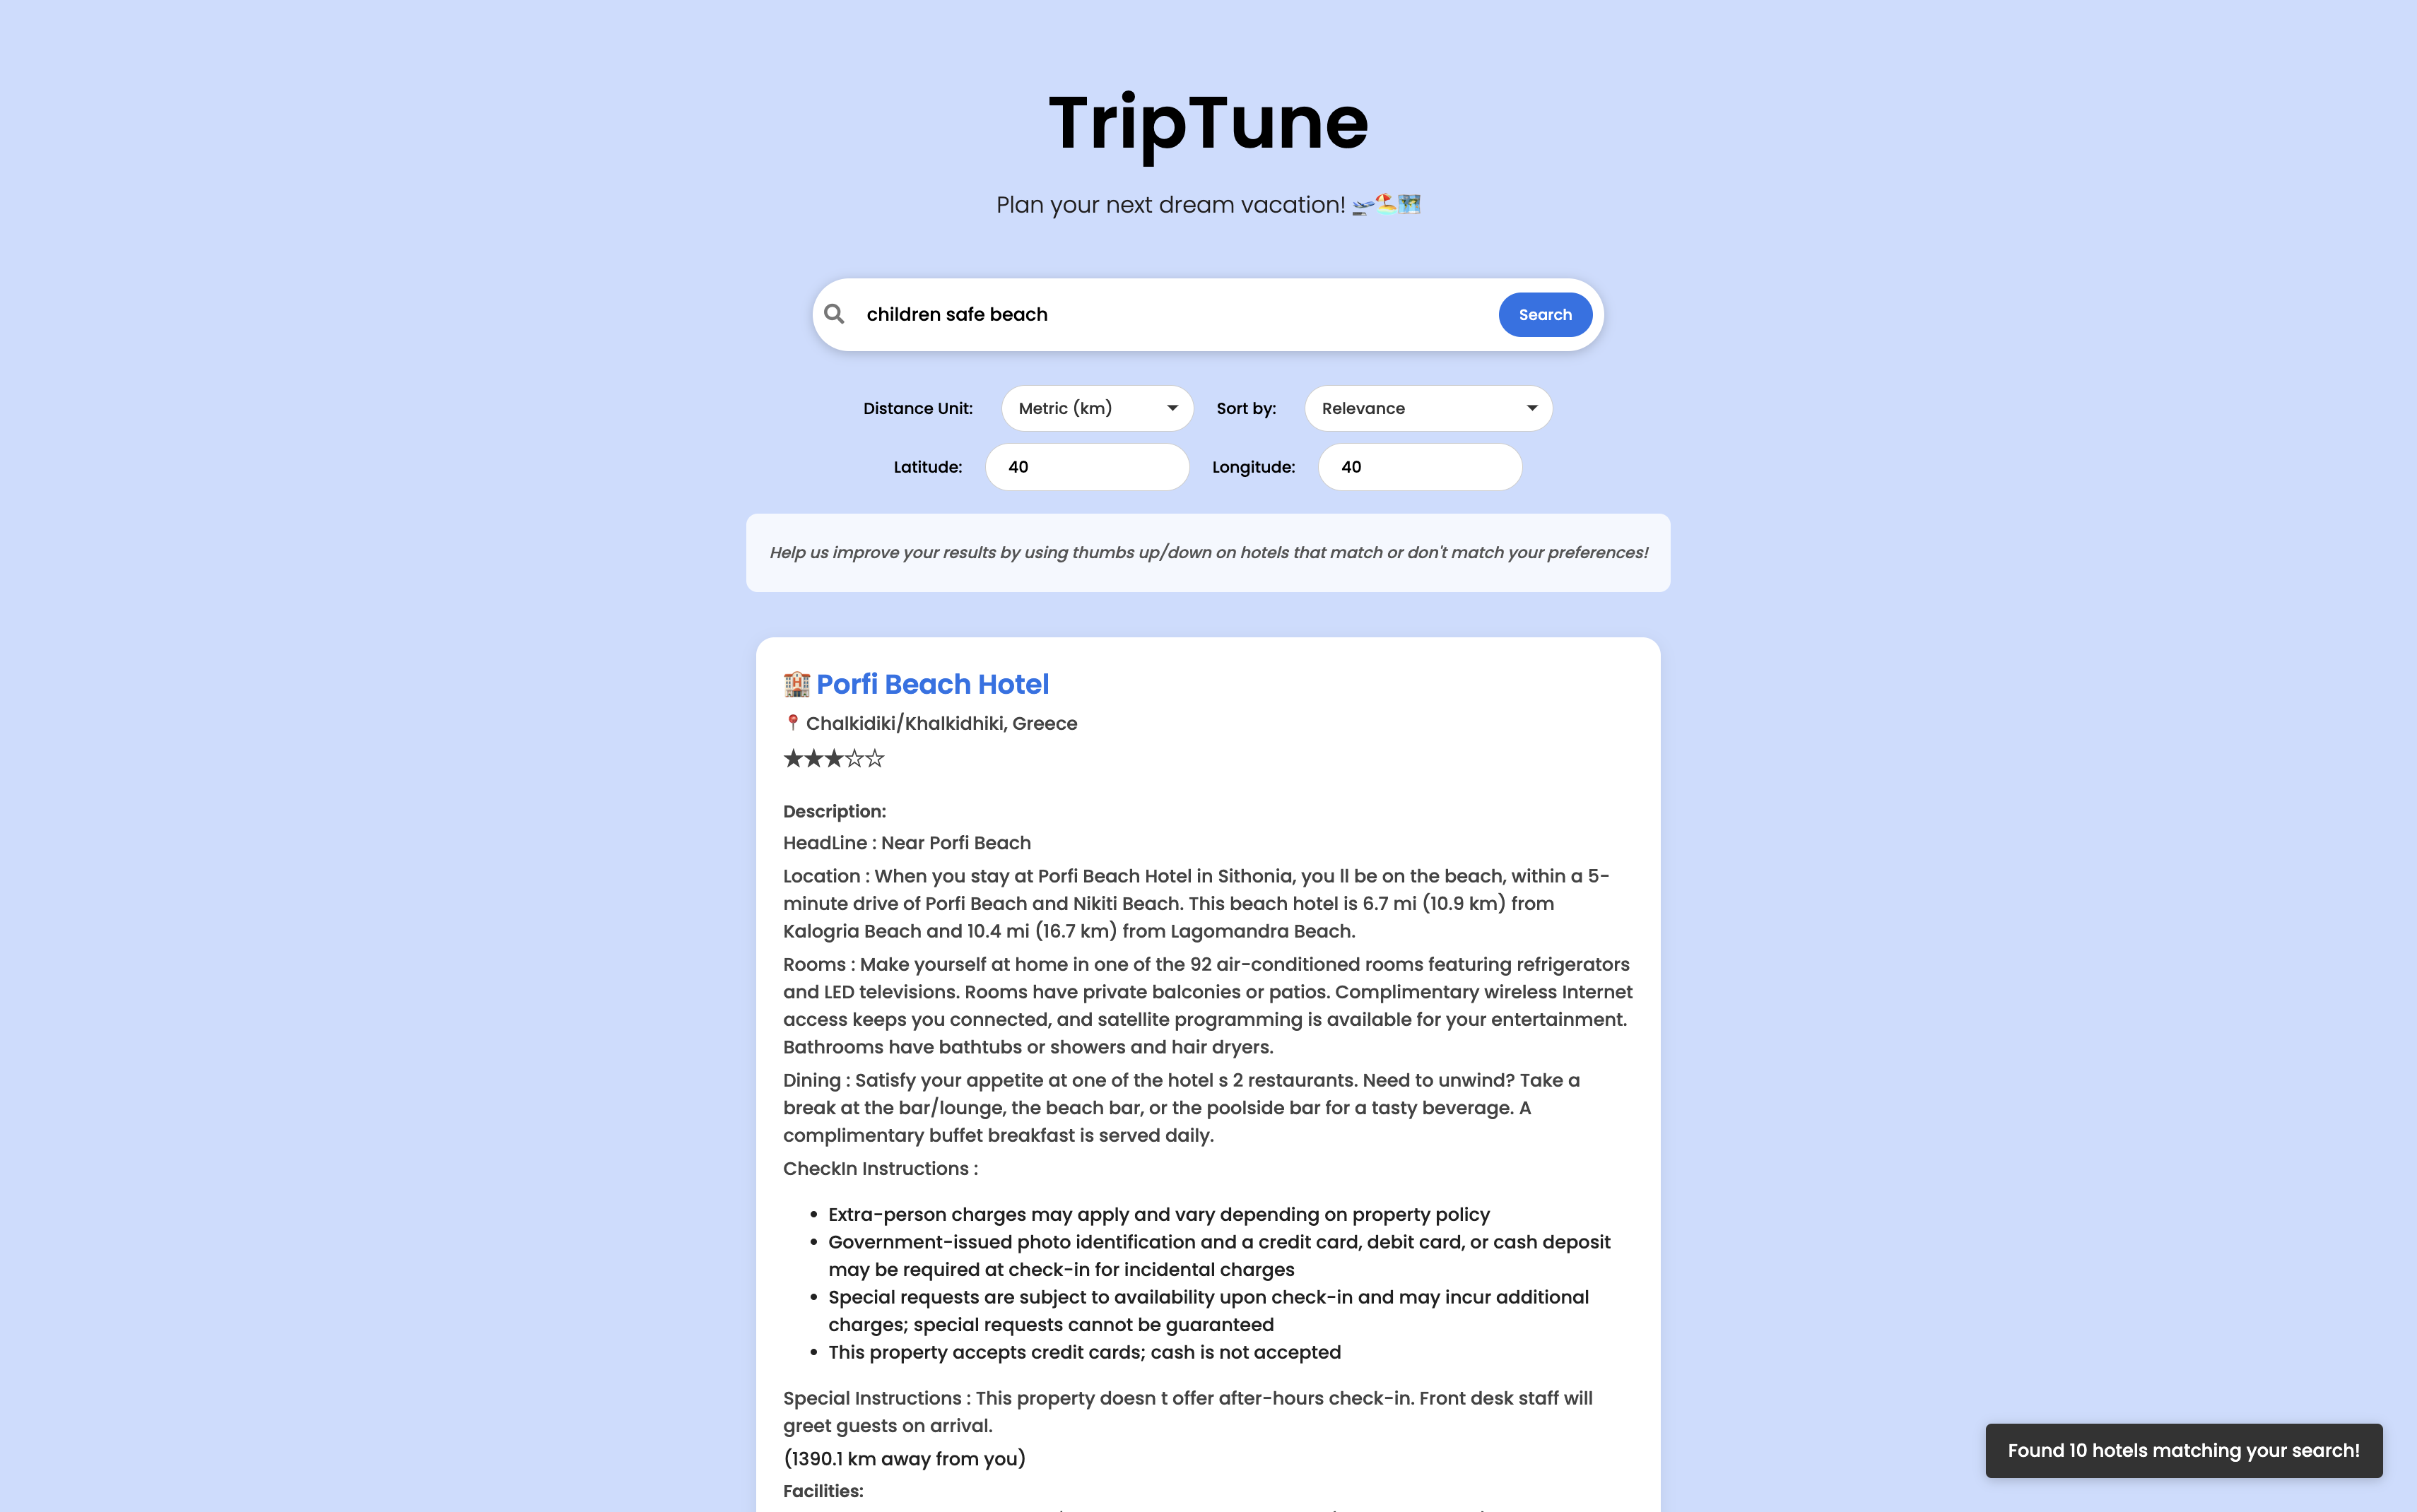 TripTune
Plan your next dream vacation! 🛫🏖️🗺️
children safe beach
Search
Distance Unit: Metric (km) Sort by: Relevance
Latitude: 40 Longitude: 40
Help us improve your results by using thumbs up/down on hotels that match or don't match your preferences!
🏨 Porfi Beach Hotel
📍 Chalkidiki/Khalkidhiki, Greece
★★★☆☆
Description:
HeadLine : Near Porfi Beach
Location : When you stay at Porfi Beach Hotel in Sithonia, you ll be on the beach, within a 5-
minute drive of Porfi Beach and Nikiti Beach. This beach hotel is 6.7 mi (10.9 km) from
Kalogria Beach and 10.4 mi (16.7 km) from Lagomandra Beach.
Rooms : Make yourself at home in one of the 92 air-conditioned rooms featuring refrigerators
and LED televisions. Rooms have private balconies or patios. Complimentary wireless Internet
access keeps you connected, and satellite programming is available for your entertainment.
Bathrooms have bathtubs or showers and hair dryers.
Dining : Satisfy your appetite at one of the hotel s 2 restaurants. Need to unwind? Take a
break at the bar/lounge, the beach bar, or the poolside bar for a tasty beverage. A
complimentary buffet breakfast is served daily.
CheckIn Instructions :
• Extra-person charges may apply and vary depending on property policy
• Government-issued photo identification and a credit card, debit card, or cash deposit
may be required at check-in for incidental charges
• Special requests are subject to availability upon check-in and may incur additional
charges; special requests cannot be guaranteed
• This property accepts credit cards; cash is not accepted
Special Instructions : This property doesn t offer after-hours check-in. Front desk staff will
greet guests on arrival.
(1390.1 km away from you)
Facilities:
Found 10 hotels matching your search!